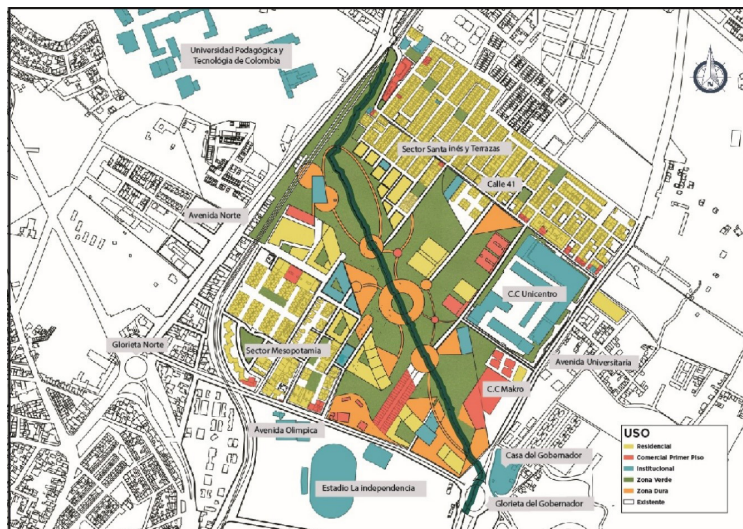 Universidad Pedagógica y
Tecnológia de Colombia
N
Sector Santa Inés y Terrazas
Calle 41
Avenida Norte
C.C Unicentro
Glorieta Norte
Sector Mesopotamia
Avenida Universitaria
C.C Makro
Avenida Olimpica
Casa del Gobernador
Estadio La Independencia
Glorieta del Gobernador
USO
Residencial
Comercial Primer Piso
Institucional
Zona Verde
Zona Dura
Existente